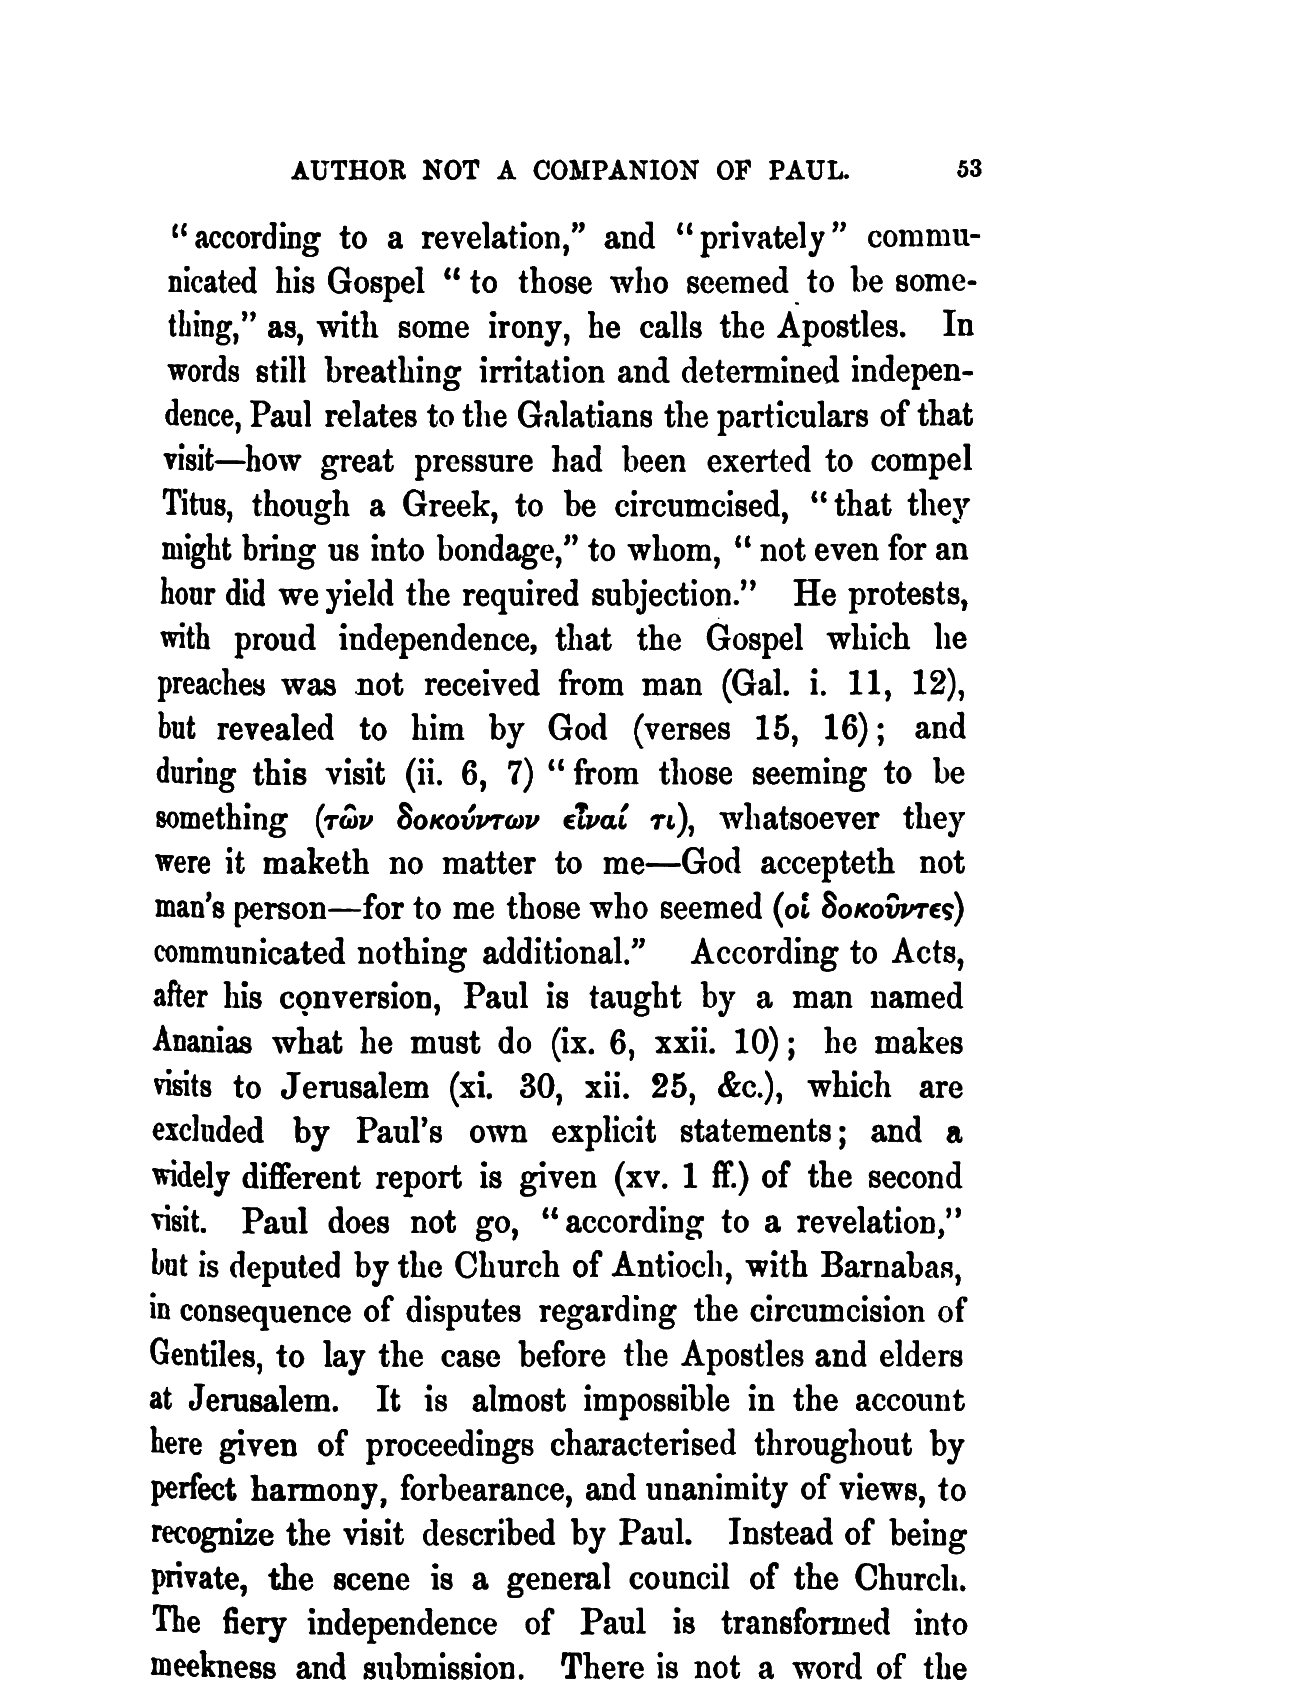 AUTHOR NOT A COMPANION OF PAUL. 53
“according to a revelation,” and “privately” commu-
nicated his Gospel “to those who seemed to be some-
thing,” as, with some irony, he calls the Apostles. In
words still breathing irritation and determined indepen-
dence, Paul relates to the Galatians the particulars of that
visit—how great pressure had been exerted to compel
Titus, though a Greek, to be circumcised, “that they
might bring us into bondage,” to whom, “not even for an
hour did we yield the required subjection.” He protests,
with proud independence, that the Gospel which he
preaches was not received from man (Gal. i. 11, 12),
but revealed to him by God (verses 15, 16); and
during this visit (ii. 6, 7) “from those seeming to be
something (τῶν δοκούντων εἶναί τι), whatsoever they
were it maketh no matter to me—God accepteth not
man’s person—for to me those who seemed (οἱ δοκοῦντες)
communicated nothing additional.” According to Acts,
after his conversion, Paul is taught by a man named
Ananias what he must do (ix. 6, xxii. 10); he makes
visits to Jerusalem (xi. 30, xii. 25, &c.), which are
excluded by Paul’s own explicit statements; and a
widely different report is given (xv. 1 ff.) of the second
visit. Paul does not go, “according to a revelation,”
but is deputed by the Church of Antioch, with Barnabas,
in consequence of disputes regarding the circumcision of
Gentiles, to lay the case before the Apostles and elders
at Jerusalem. It is almost impossible in the account
here given of proceedings characterised throughout by
perfect harmony, forbearance, and unanimity of views, to
recognize the visit described by Paul. Instead of being
private, the scene is a general council of the Church.
The fiery independence of Paul is transformed into
meekness and submission. There is not a word of the